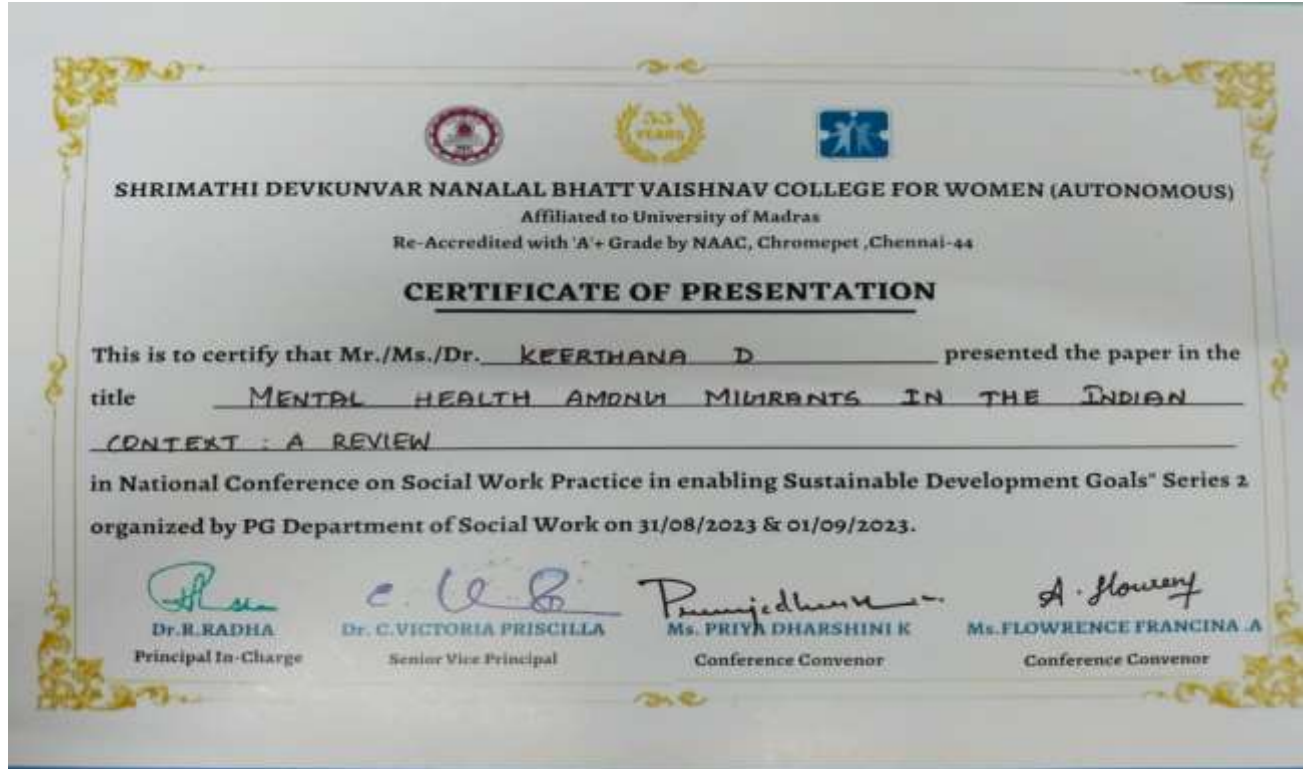 55
YEARS
SHRIMATHI DEVKUNVAR NANALAL BHATT VAISHNAV COLLEGE FOR WOMEN (AUTONOMOUS)
Affiliated to University of Madras
Re-Accredited with 'A'+ Grade by NAAC, Chromepet ,Chennai-44
CERTIFICATE OF PRESENTATION
This is to certify that Mr./Ms./Dr. KEERTHANA D presented the paper in the
title MENTAL HEALTH AMONG MIGRANTS IN THE INDIAN
CONTEXT : A REVIEW
in National Conference on Social Work Practice in enabling Sustainable Development Goals" Series 2
organized by PG Department of Social Work on 31/08/2023 & 01/09/2023.
Dr.R.RADHA Dr. C.VICTORIA PRISCILLA Ms. PRIYA DHARSHINI K Ms.FLOWRENCE FRANCINA .A
Principal In-Charge Senior Vice Principal Conference Convenor Conference Convenor